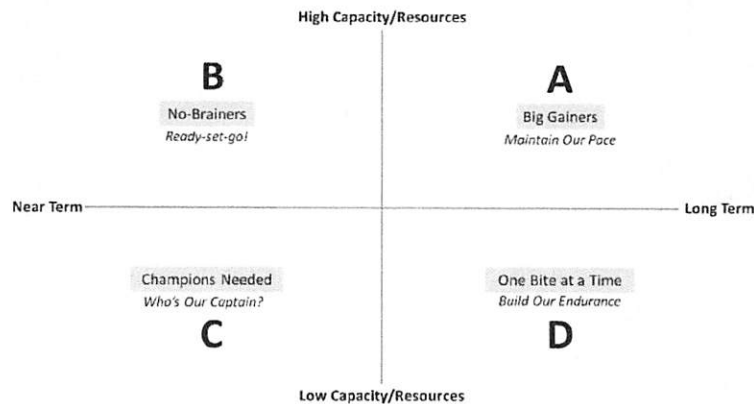 High Capacity/Resources
B
No-Brainers
Ready-set-go!
A
Big Gainers
Maintain Our Pace
Near Term
Long Term
Champions Needed
Who's Our Captain?
C
One Bite at a Time
Build Our Endurance
D
Low Capacity/Resources